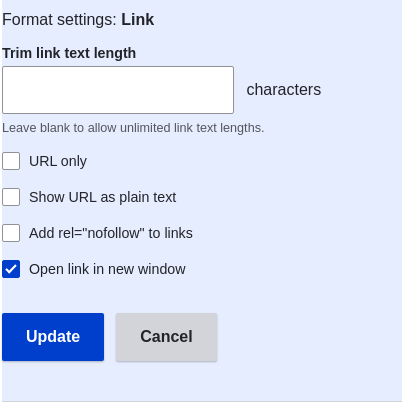 Format settings: Link
Trim link text length
characters
Leave blank to allow unlimited link text lengths.
URL only
Show URL as plain text
Add rel="nofollow" to links
Open link in new window
Update Cancel